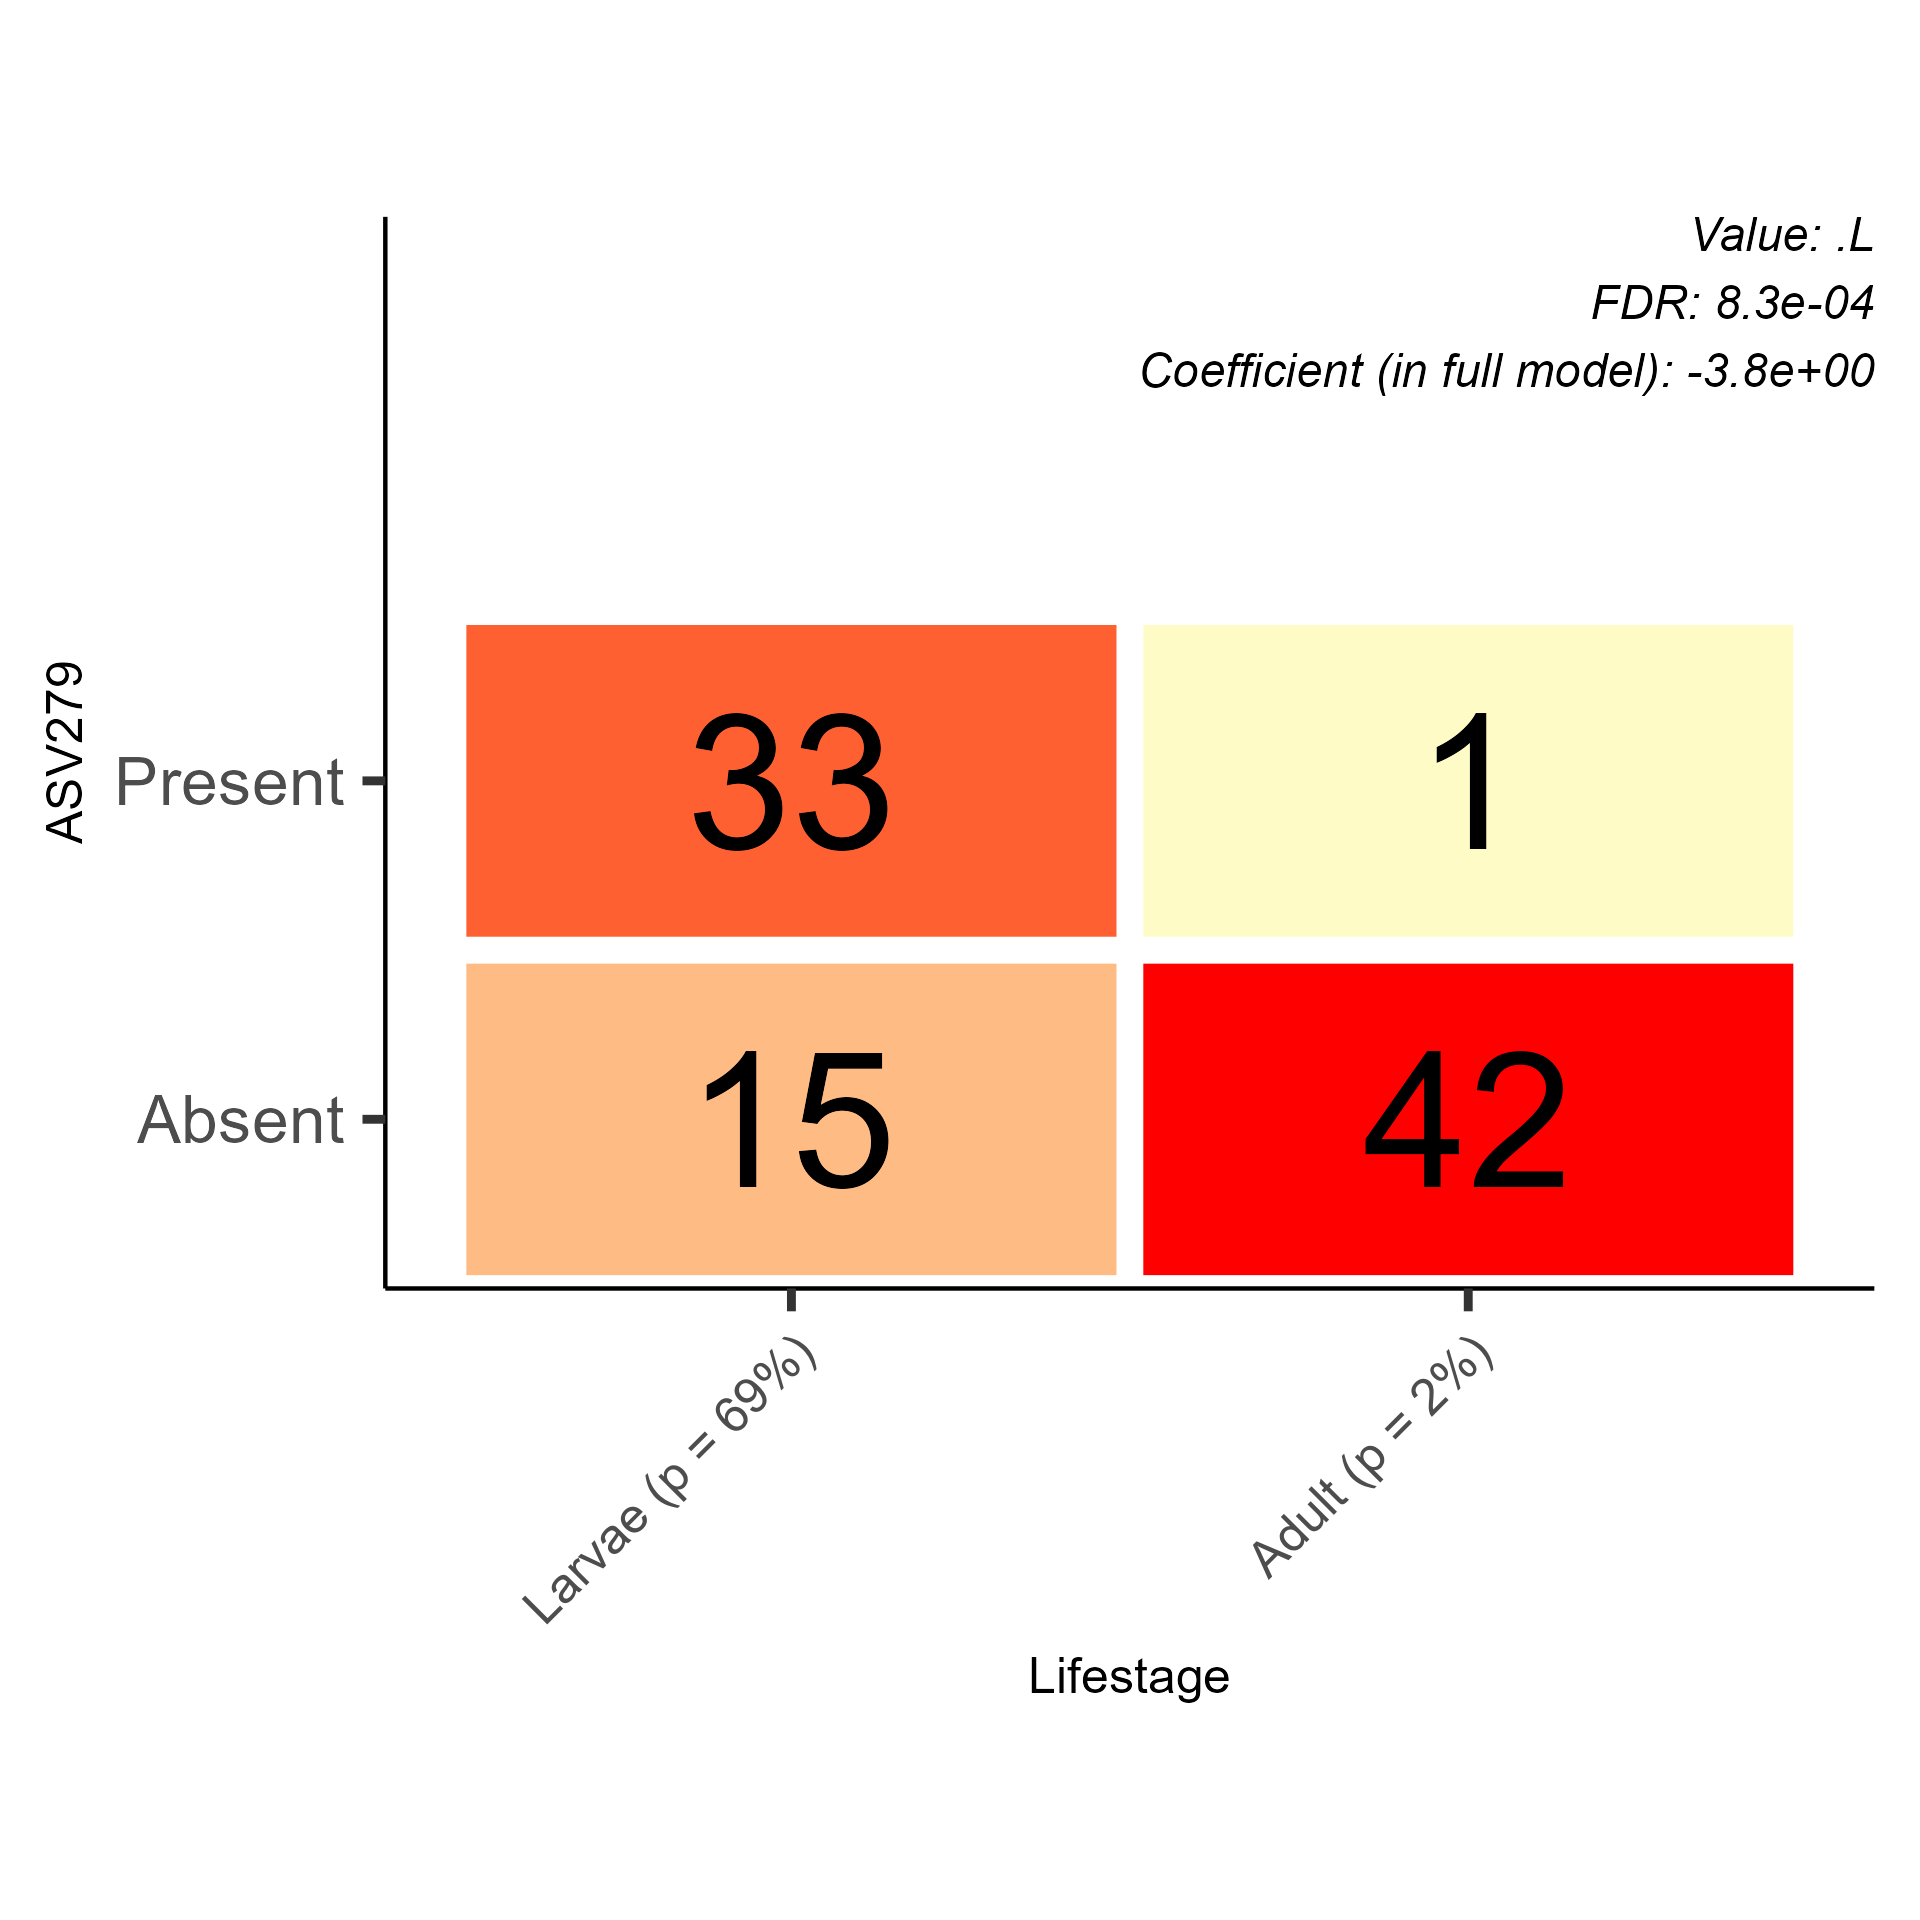 Value: .L
FDR: 8.3e-04
Coefficient (in full model): -3.8e+00
ASV279
Present
33
1
Absent
15
42
Larvae (p = 69%)
Adult (p = 2%)
Lifestage